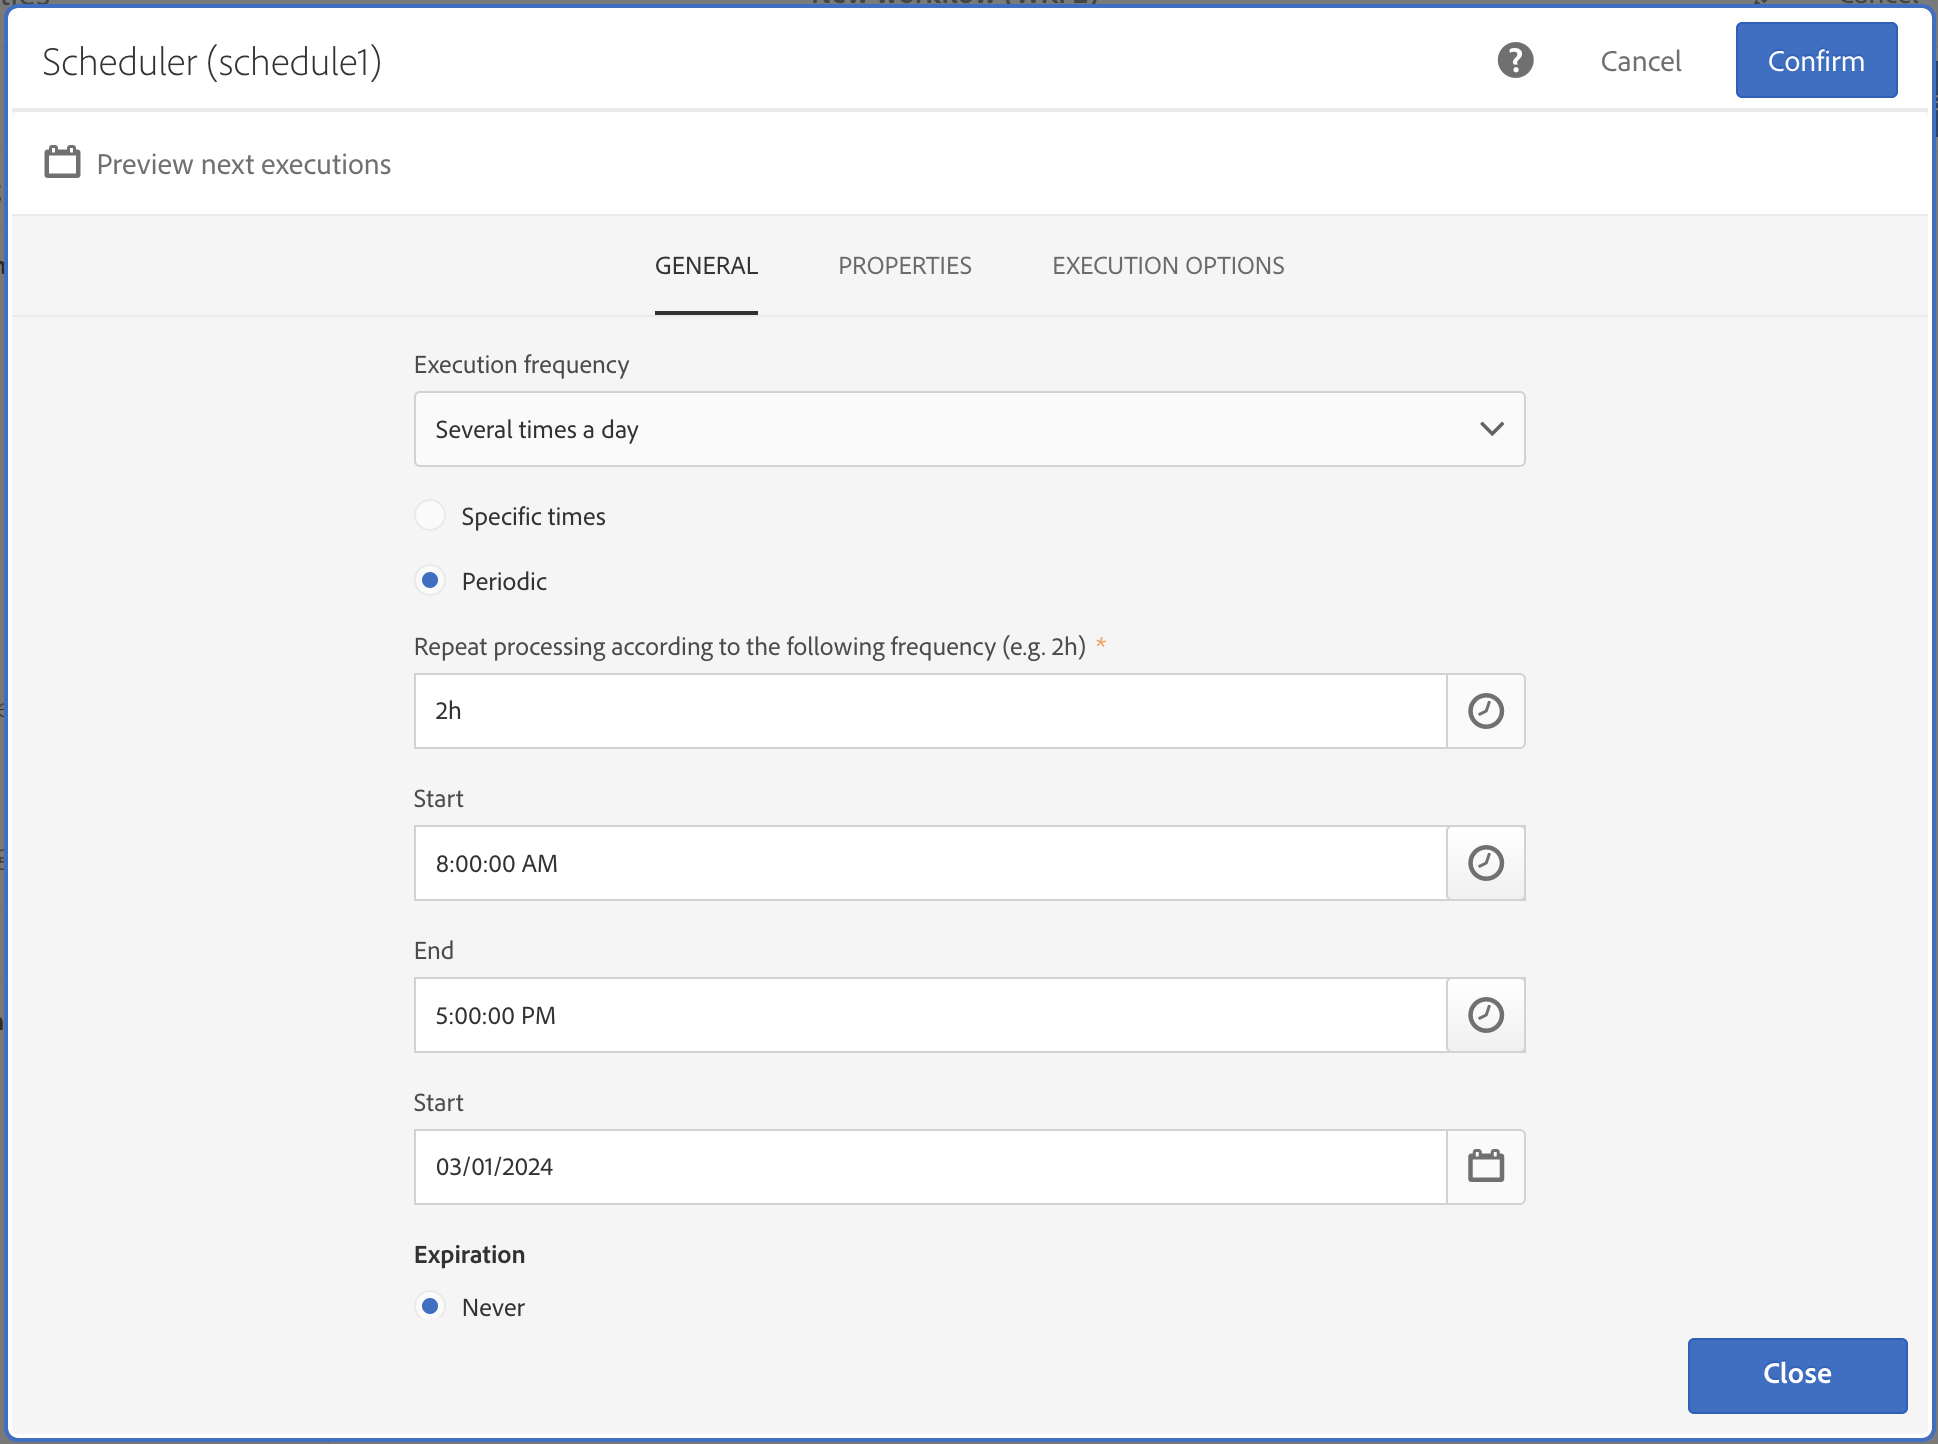 Scheduler (schedule1)
Cancel
Confirm
Preview next executions
GENERAL
PROPERTIES
EXECUTION OPTIONS
Execution frequency
Several times a day
Specific times
Periodic
Repeat processing according to the following frequency (e.g. 2h) *
2h
Start
8:00:00 AM
End
5:00:00 PM
Start
03/01/2024
Expiration
Never
Close